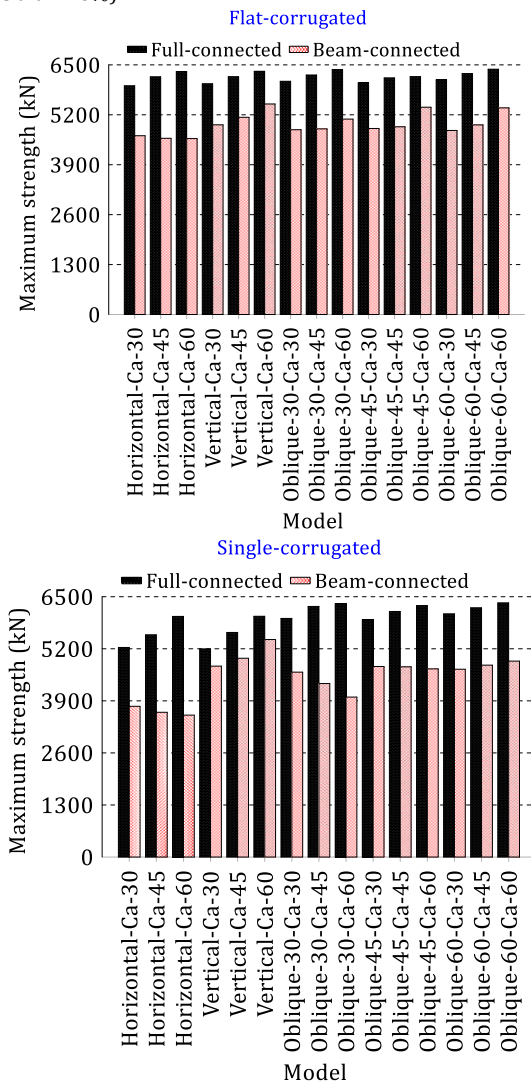 Flat-corrugated
Full-connected Beam-connected
Maximum strength (kN)
6500
5200
3900
2600
1300
0
Horizontal-Ca-30
Horizontal-Ca-45
Horizontal-Ca-60
Vertical-Ca-30
Vertical-Ca-45
Vertical-Ca-60
Oblique-30-Ca-30
Oblique-30-Ca-45
Oblique-30-Ca-60
Oblique-45-Ca-30
Oblique-45-Ca-45
Oblique-45-Ca-60
Oblique-60-Ca-30
Oblique-60-Ca-45
Oblique-60-Ca-60
Model
Single-corrugated
Full-connected Beam-connected
Maximum strength (kN)
6500
5200
3900
2600
1300
0
Horizontal-Ca-30
Horizontal-Ca-45
Horizontal-Ca-60
Vertical-Ca-30
Vertical-Ca-45
Vertical-Ca-60
Oblique-30-Ca-30
Oblique-30-Ca-45
Oblique-30-Ca-60
Oblique-45-Ca-30
Oblique-45-Ca-45
Oblique-45-Ca-60
Oblique-60-Ca-30
Oblique-60-Ca-45
Oblique-60-Ca-60
Model